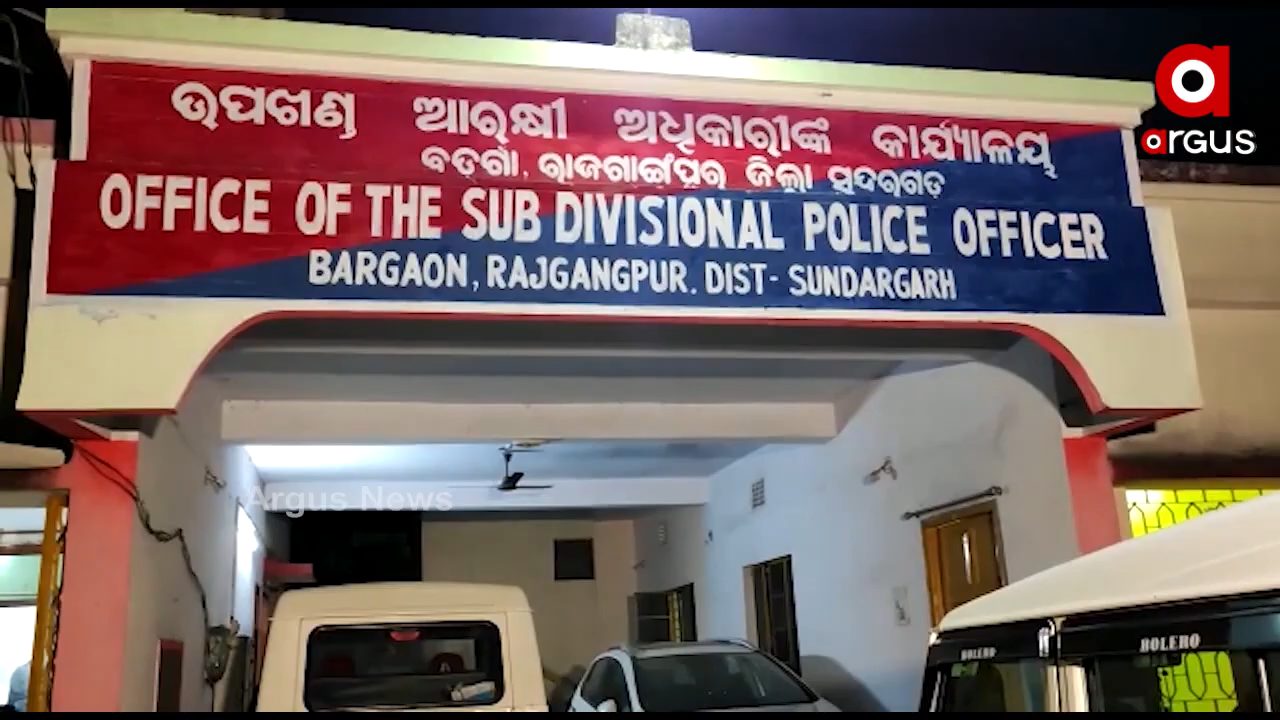 ଉପଖଣ୍ଡ ଆରକ୍ଷୀ ଅଧିକାରୀଙ୍କ କାର୍ଯ୍ୟାଳୟ
ବଡ଼ଗାଁ, ରାଜଗାଙ୍ଗପୁର ଜିଲ୍ଲା ସୁନ୍ଦରଗଡ଼
OFFICE OF THE SUB DIVISIONAL POLICE OFFICER
BARGAON, RAJGANGPUR. DIST- SUNDARGARH
argus
Argus News
BOLERO
BOLERO